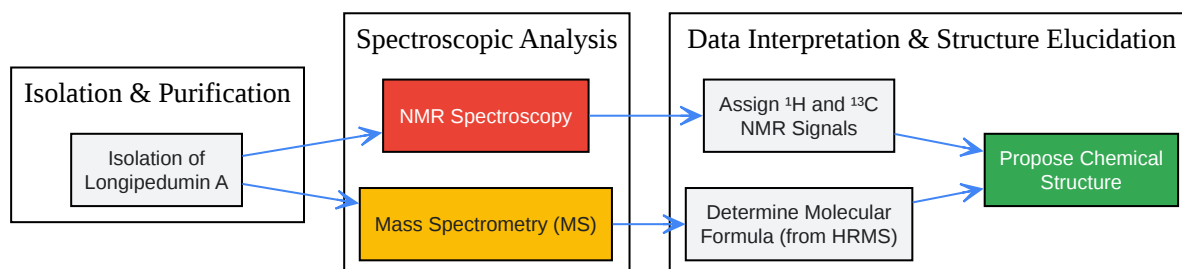 Isolation & Purification
Isolation of
Longipedumin A
Spectroscopic Analysis
NMR Spectroscopy
Mass Spectrometry (MS)
Data Interpretation & Structure Elucidation
Assign ¹H and ¹³C
NMR Signals
Determine Molecular
Formula (from HRMS)
Propose Chemical
Structure